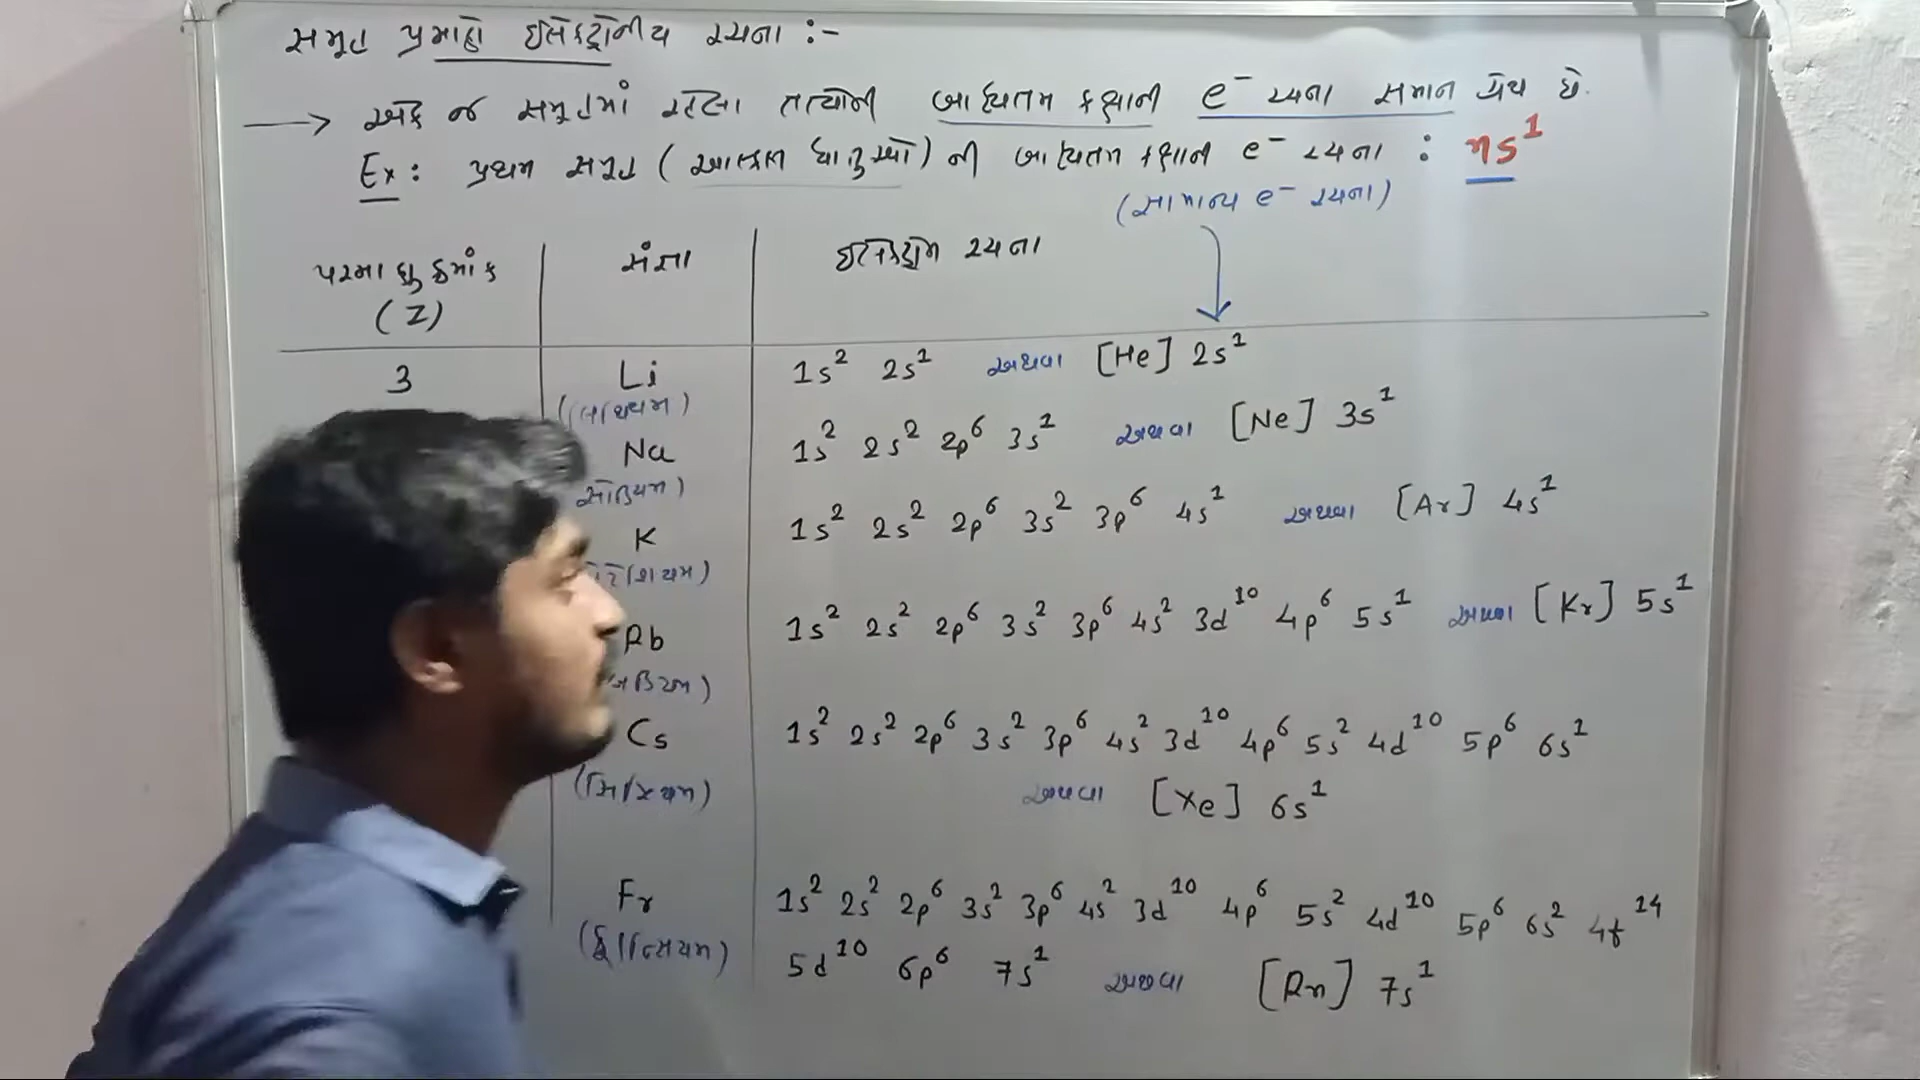 સમૂહ પ્રમાણે ઇલેક્ટ્રોનીય રચના :-
→ એક જ સમૂહમાં રહેલા તત્વોની બાહ્યતમ કક્ષાની e⁻ રચના સમાન હોય છે.
Ex : પ્રથમ સમૂહ (આલ્કલી ધાતુઓ) ની બાહ્યતમ કક્ષાની e⁻ રચના : ns¹
(સામાન્ય e⁻ રચના)
પરમાણુ ક્રમાંક (Z) સંજ્ઞા ઇલેક્ટ્રોન રચના
3 Li 1s² 2s¹ અથવા [He] 2s¹
(લિથિયમ)
Na 1s² 2s² 2p⁶ 3s¹ અથવા [Ne] 3s¹
સોડિયમ)
K 1s² 2s² 2p⁶ 3s² 3p⁶ 4s¹ અથવા [Ar] 4s¹
ટેશિયમ)
Rb 1s² 2s² 2p⁶ 3s² 3p⁶ 4s² 3d¹⁰ 4p⁶ 5s¹ અથવા [Kr] 5s¹
બિડિયમ)
Cs 1s² 2s² 2p⁶ 3s² 3p⁶ 4s² 3d¹⁰ 4p⁶ 5s² 4d¹⁰ 5p⁶ 6s¹
(સિઝિયમ) અથવા [Xe] 6s¹
Fr 1s² 2s² 2p⁶ 3s² 3p⁶ 4s² 3d¹⁰ 4p⁶ 5s² 4d¹⁰ 5p⁶ 6s² 4f¹⁴
(ફ્રાન્સિયમ) 5d¹⁰ 6p⁶ 7s¹ અથવા [Rn] 7s¹